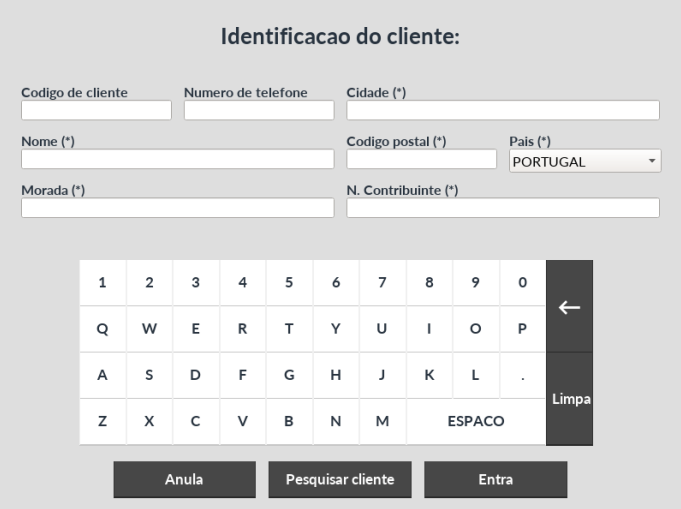 Identificacao do cliente:
Codigo de cliente Numero de telefone Cidade (*)
Nome (*) Codigo postal (*) Pais (*)
PORTUGAL
Morada (*) N. Contribuinte (*)
1 2 3 4 5 6 7 8 9 0
←
Q W E R T Y U I O P
A S D F G H J K L .
Limpa
Z X C V B N M ESPACO
Anula Pesquisar cliente Entra